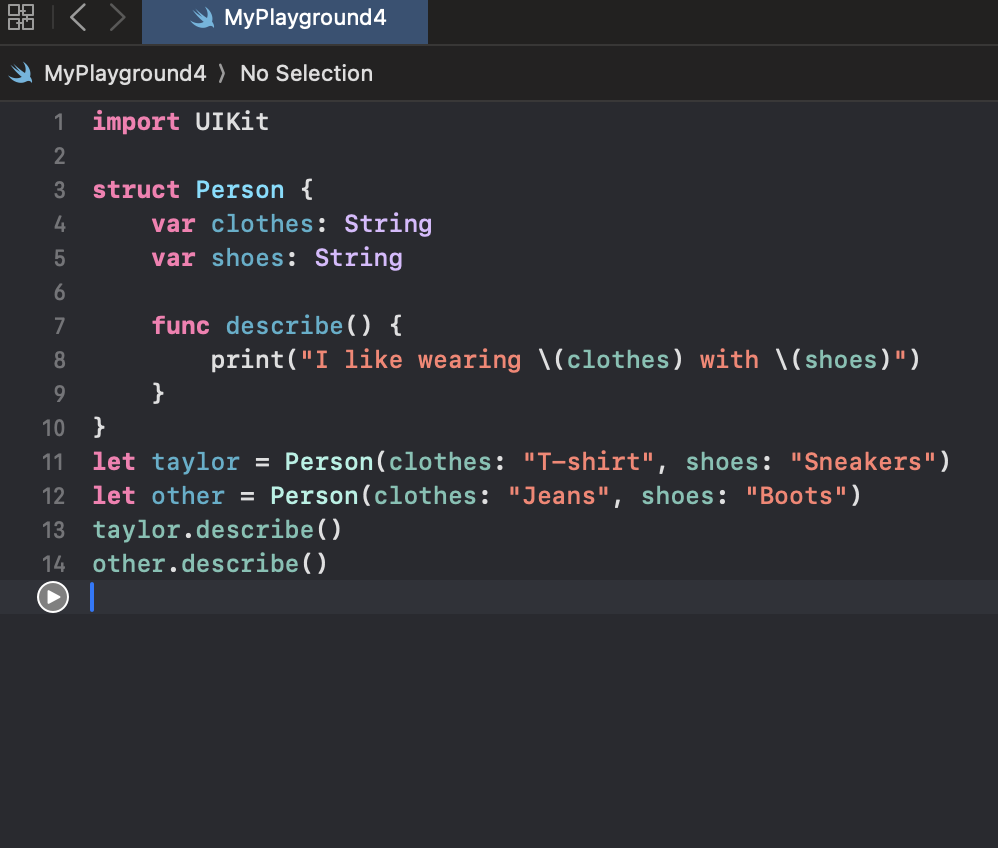 MyPlayground4
MyPlayground4 ⟩ No Selection
1 import UIKit
2
3 struct Person {
4     var clothes: String
5     var shoes: String
6
7     func describe() {
8         print("I like wearing \(clothes) with \(shoes)")
9     }
10 }
11 let taylor = Person(clothes: "T-shirt", shoes: "Sneakers")
12 let other = Person(clothes: "Jeans", shoes: "Boots")
13 taylor.describe()
14 other.describe()